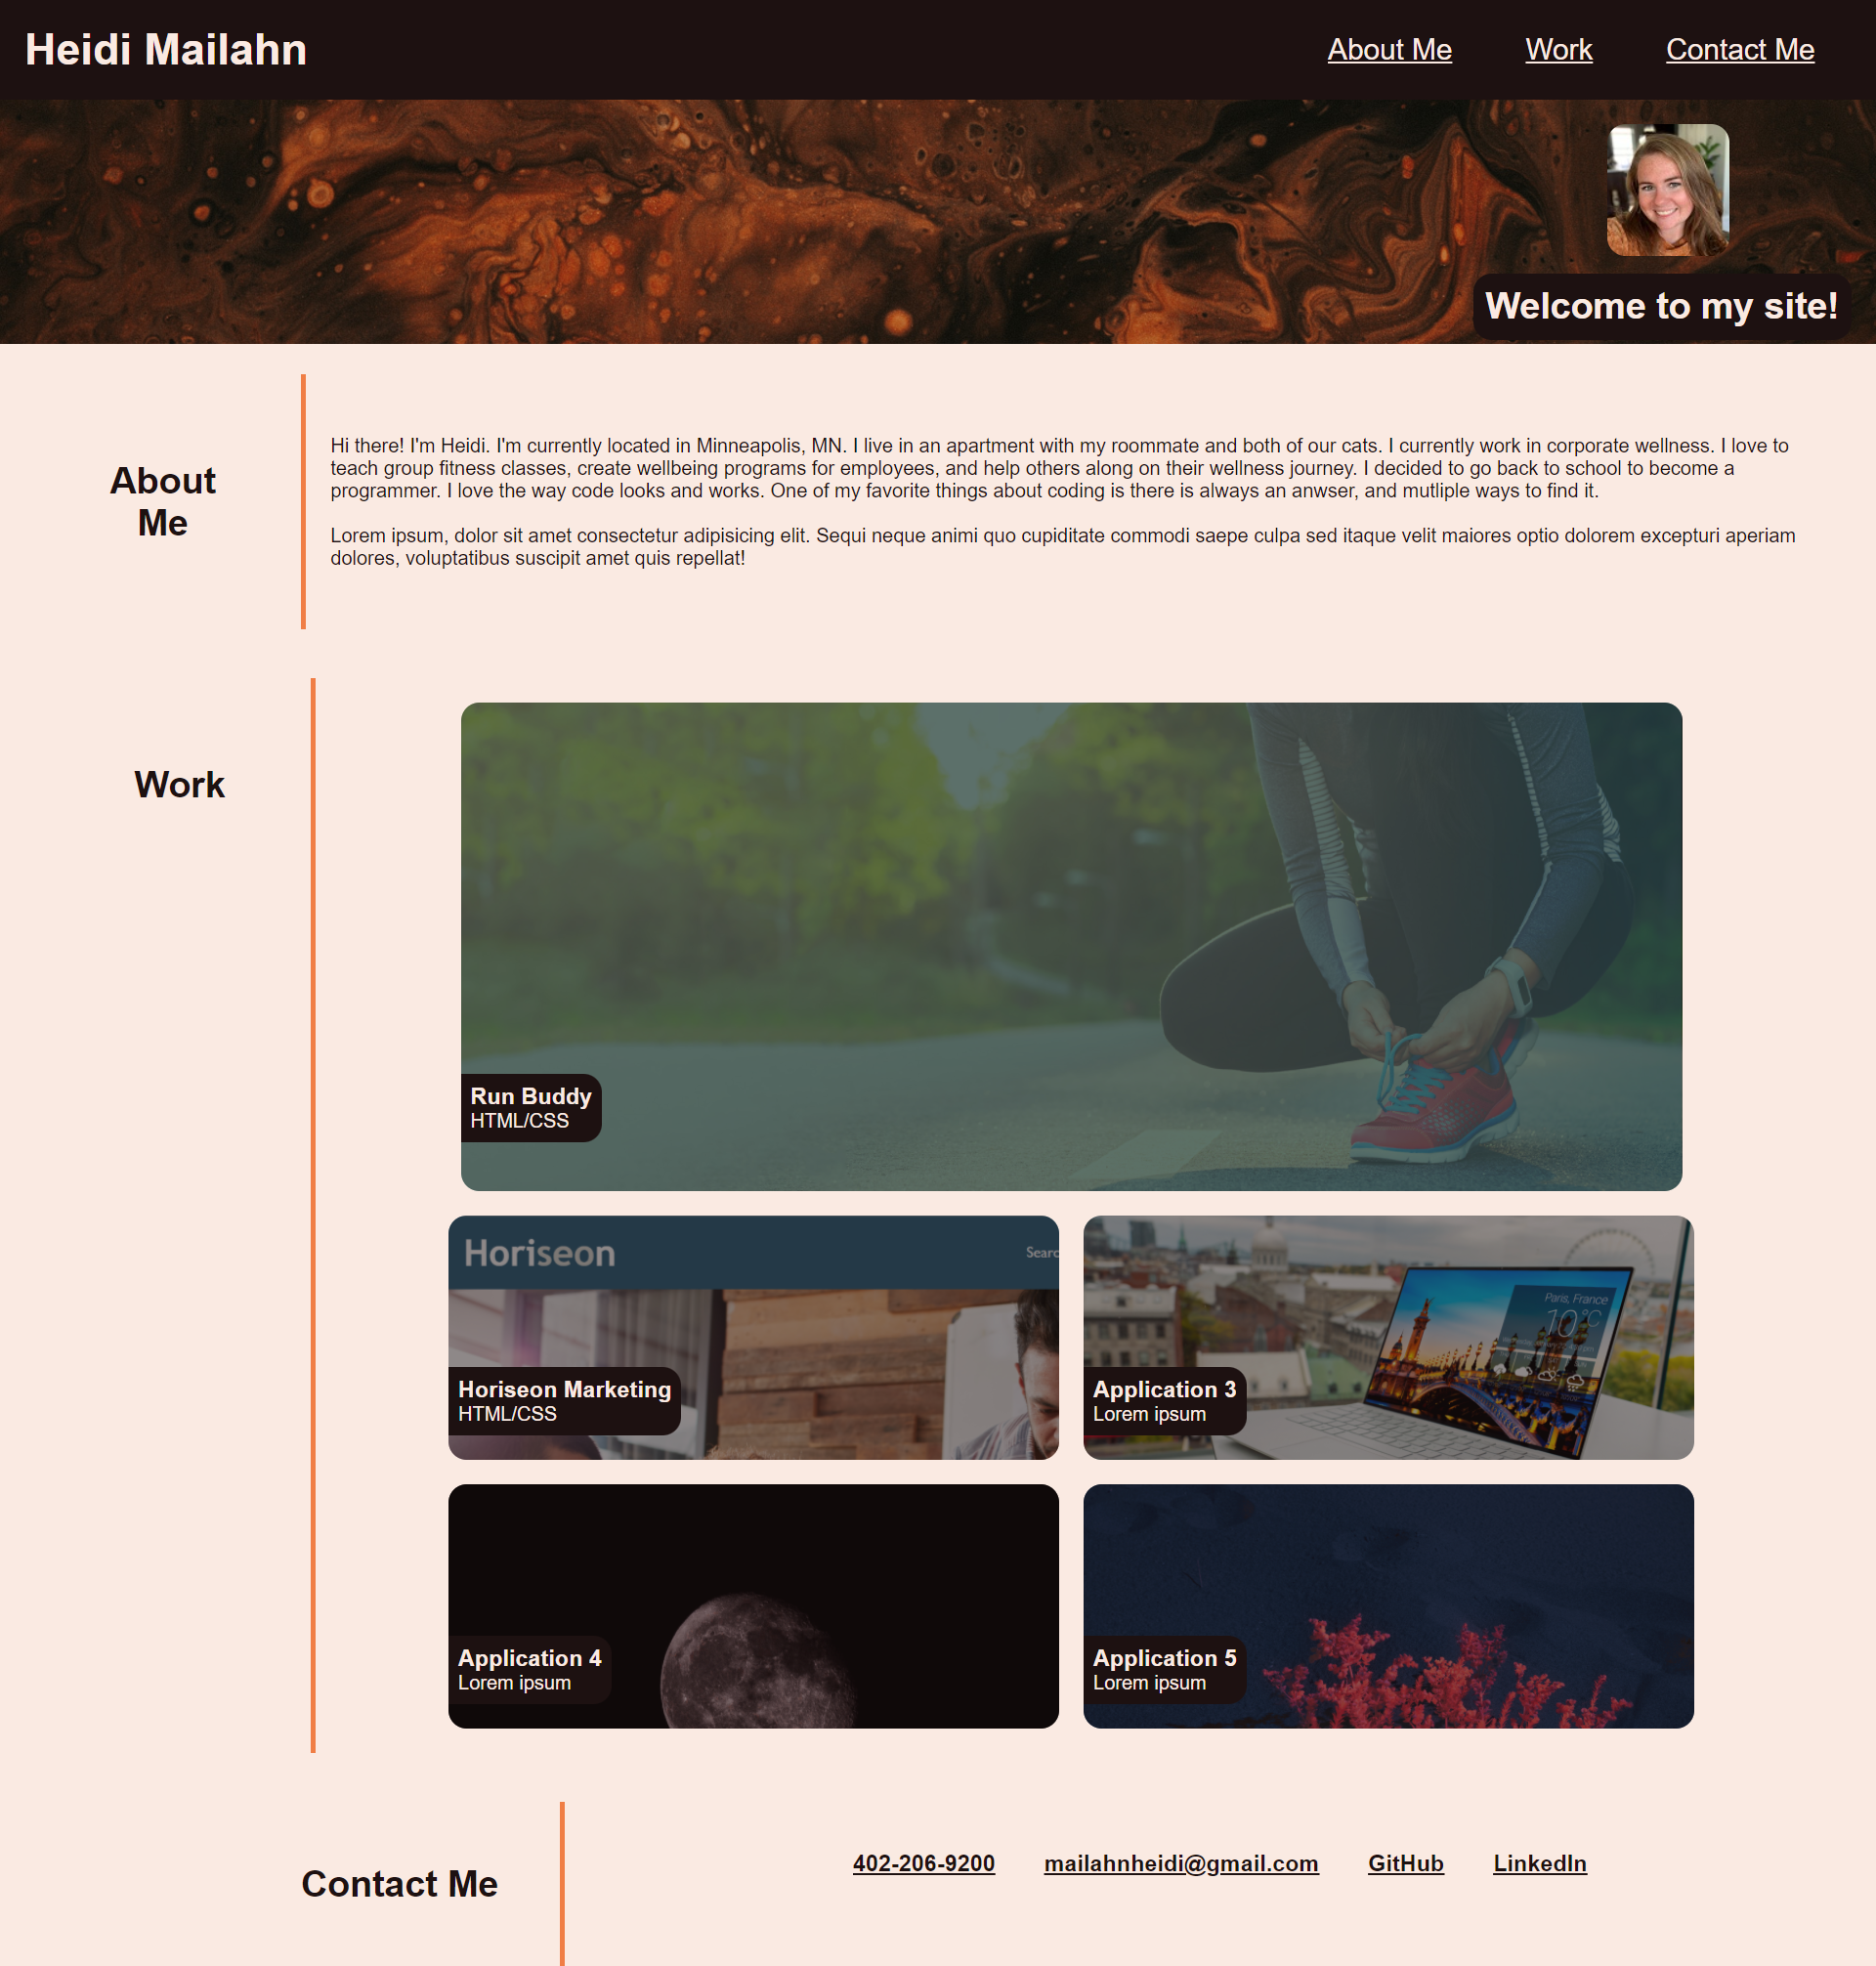 Heidi Mailahn
About Me
Work
Contact Me
Welcome to my site!
About
Me
Hi there! I'm Heidi. I'm currently located in Minneapolis, MN. I live in an apartment with my roommate and both of our cats. I currently work in corporate wellness. I love to
teach group fitness classes, create wellbeing programs for employees, and help others along on their wellness journey. I decided to go back to school to become a
programmer. I love the way code looks and works. One of my favorite things about coding is there is always an anwser, and mutliple ways to find it.
Lorem ipsum, dolor sit amet consectetur adipisicing elit. Sequi neque animi quo cupiditate commodi saepe culpa sed itaque velit maiores optio dolorem excepturi aperiam
dolores, voluptatibus suscipit amet quis repellat!
Work
Run Buddy
HTML/CSS
Horiseon
Searc
Horiseon Marketing
HTML/CSS
Paris, France
10°C
Application 3
Lorem ipsum
Application 4
Lorem ipsum
Application 5
Lorem ipsum
Contact Me
402-206-9200
mailahnheidi@gmail.com
GitHub
LinkedIn